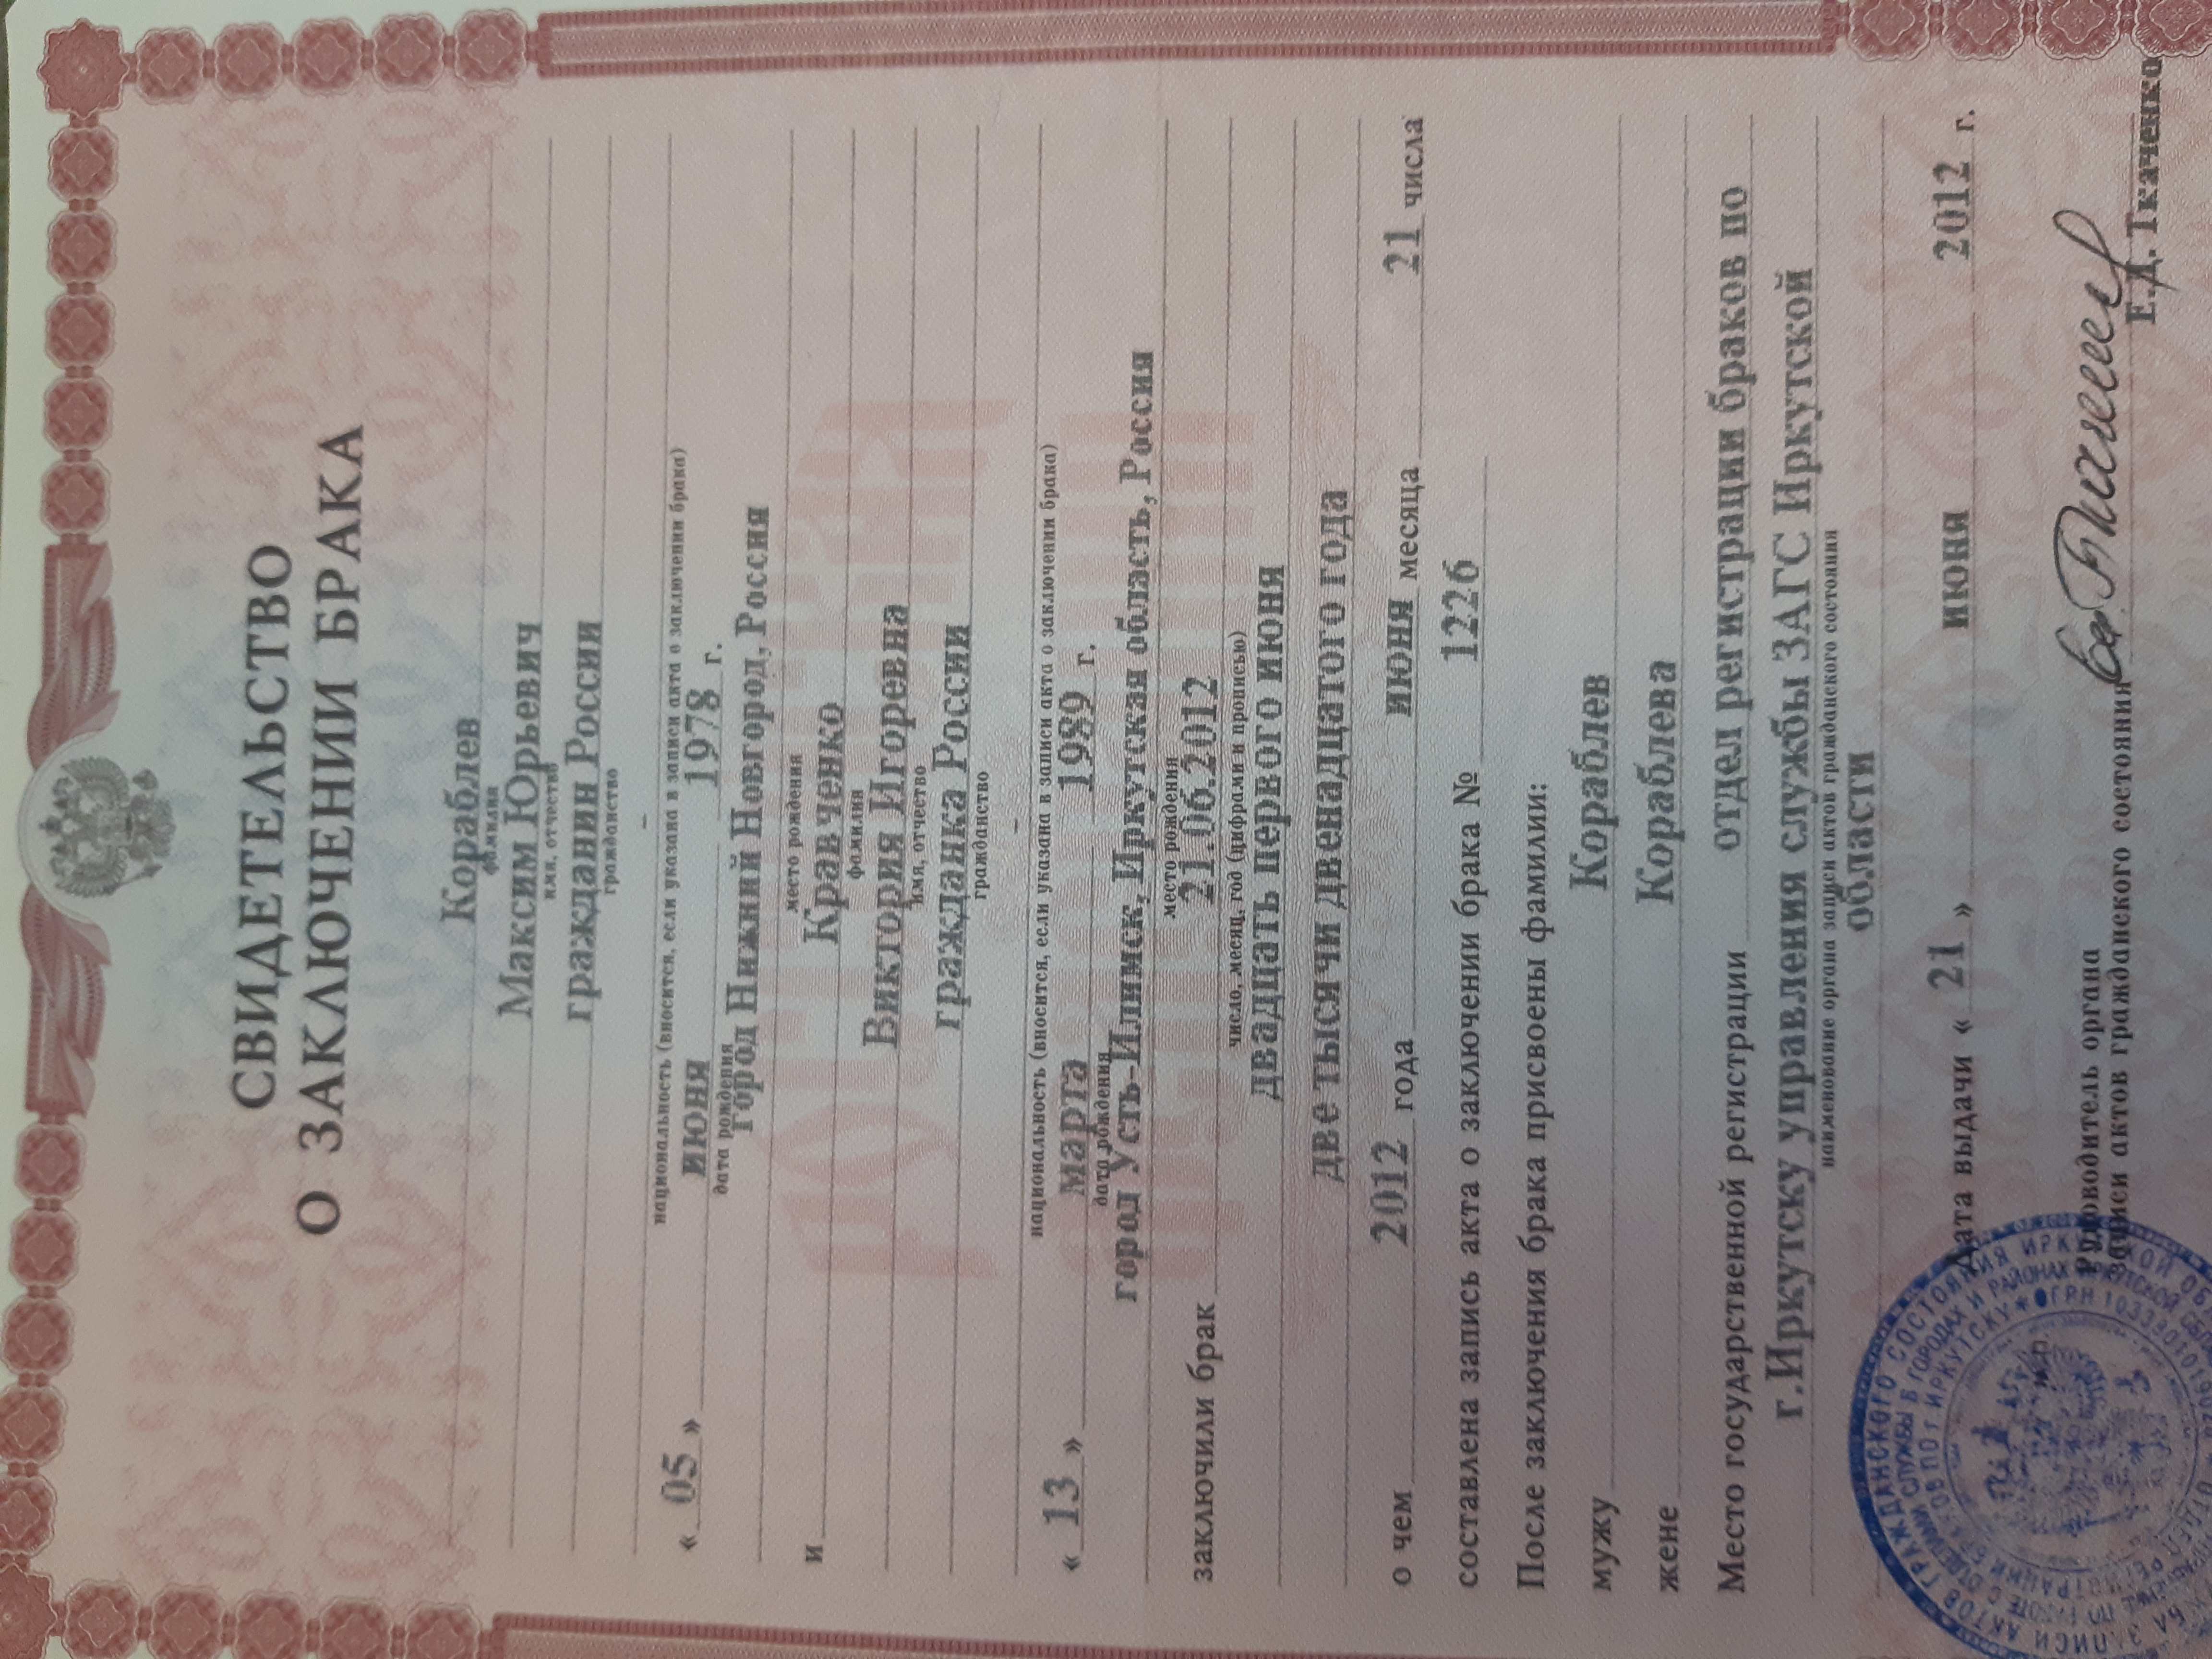 СВИДЕТЕЛЬСТВО
О ЗАКЛЮЧЕНИИ БРАКА
Кораблев
фамилия
Максим Юрьевич
имя, отчество
гражданин России
гражданство
–
национальность (вносится, если указана в записи акта о заключении брака)
« 05 » июня 1978 г.
дата рождения
город Нижний Новгород, Россия
место рождения
и Кравченко
фамилия
Виктория Игоревна
имя, отчество
гражданка России
гражданство
–
национальность (вносится, если указана в записи акта о заключении брака)
« 13 » марта 1989 г.
дата рождения
город Усть-Илимск, Иркутская область, Россия
место рождения
заключили брак 21.06.2012
число, месяц, год (цифрами и прописью)
двадцать первого июня
две тысячи двенадцатого года
о чем 2012 года июня месяца 21 числа
составлена запись акта о заключении брака № 1226
После заключения брака присвоены фамилии:
мужу Кораблев
жене Кораблева
Место государственной регистрации отдел регистрации браков по
г.Иркутску управления службы ЗАГС Иркутской
наименование органа записи актов гражданского состояния
области
Дата выдачи « 21 » июня 2012 г.
Руководитель органа
записи актов гражданского состояния
Е.Д. Ткаченко